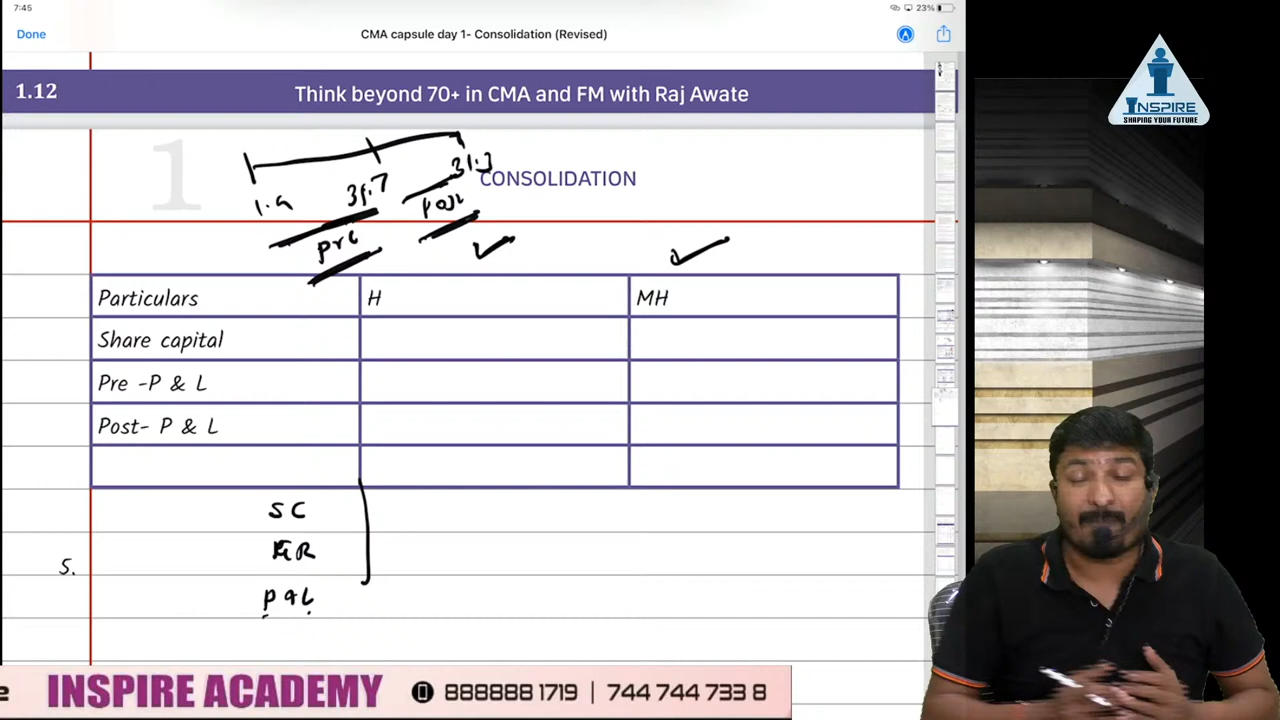 7:45
23%
Done
CMA capsule day 1- Consolidation (Revised)
1.12
Think beyond 70+ in CMA and FM with Raj Awate
1
CONSOLIDATION
1.4 31.7 31.3
pre post
Particulars H MH
Share capital
Pre -P & L
Post- P & L
SC
GR
5.
P & L
INSPIRE ACADEMY 888888 1719 | 744 744 733 8
INSPIRE
SHAPING YOUR FUTURE